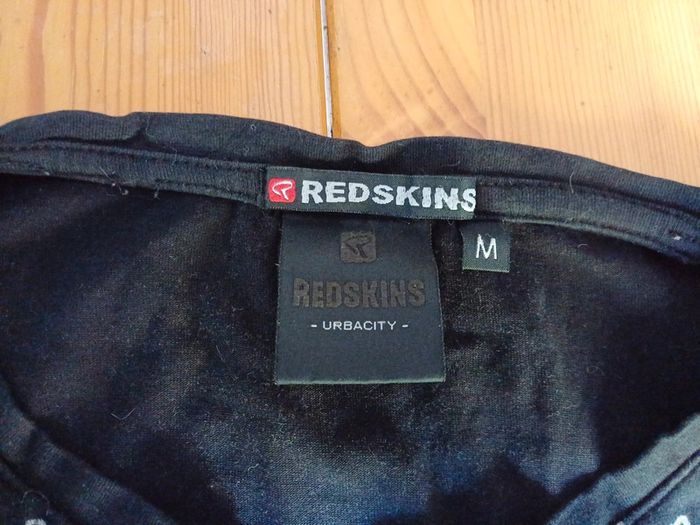 REDSKINS
M
REDSKINS
- URBACITY -